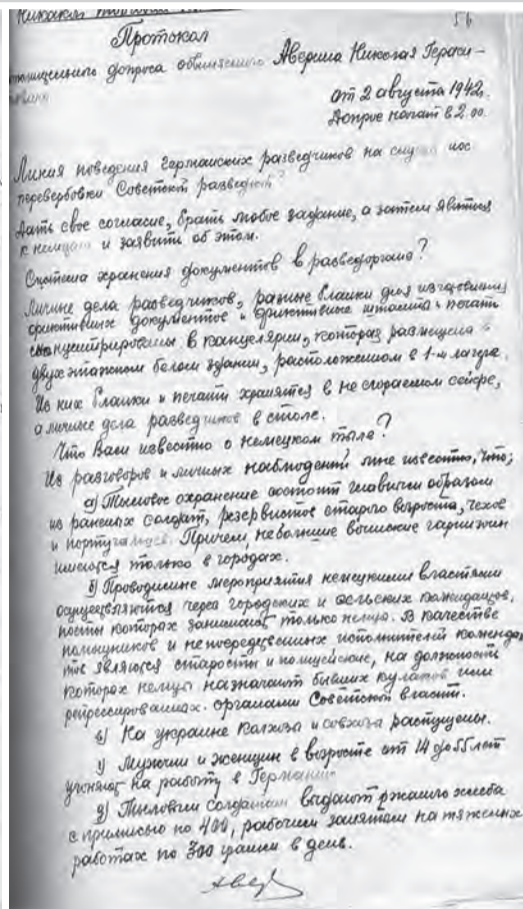 56
Протокол
допроса обвиняемого Аверина Николая Гераси-
от 2 августа 1942г.
Допрос начат в 2.00.
Линия поведения германских разведчиков на случай их
перевербовки Советской разведкой?
Дать свое согласие, брать любое задание, а затем явиться
к немцам и заявить об этом.
Система хранения документов в разведоргане?
Личные дела разведчиков, разные бланки для изготовления
фиктивных документов и фиктивные штампы и печати
сконцентрированы в канцелярии, которая размещена в
двухэтажном белом здании, расположенном в 1-м лагере.
Из них бланки и печати хранятся в не сгораемом сейфе,
а личные дела разведчиков в столе.
Что Вам известно о немецком тыле?
Из разговоров и личных наблюдений мне известно, что;
а) Тыловое охранение состоит главным образом
из раненых солдат, резервистов старого возраста, чехов
и португальцев. Причем, небольшие воинские гарнизоны
имеются только в городах.
б) Проводимые мероприятия немецкими властями
осуществляются через городских и сельских комендантов,
посты которых занимают только немцы. В качестве
помощников и непосредственных исполнителей комендан
тов являются старосты и полицейские, на должности
которых немцы назначают бывших кулаков или
репрессированных органами Советской власти.
в) На украине колхозы и совхозы распущены.
г) Мужчин и женщин в возрасте от 14 до 55 лет
угоняют на работу в Германию
д) Тыловым солдатам выдают ржаного хлеба
с примисью по 400, рабочим занятым на тяжелых
работах по 300 грамм в день.